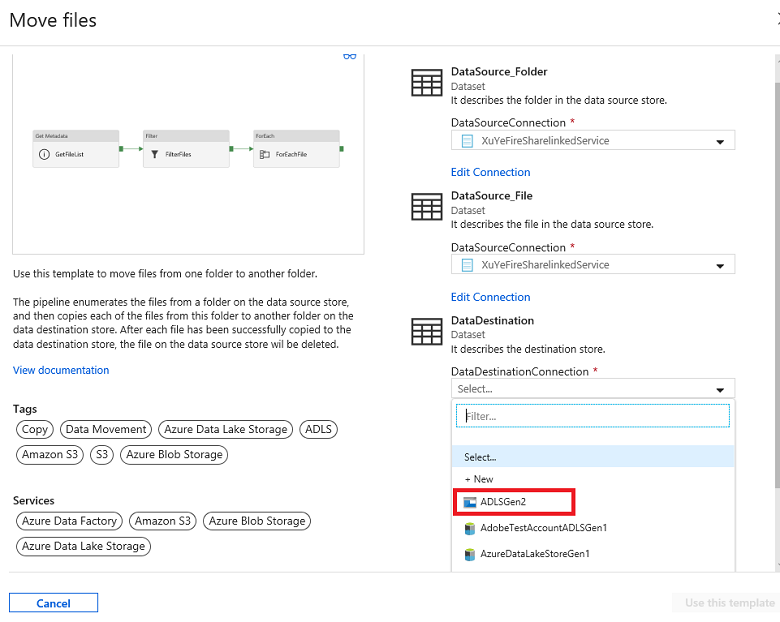 Move files
Get Metadata
GetFileList
Filter
FilterFiles
ForEach
ForEachFile
Use this template to move files from one folder to another folder.
The pipeline enumerates the files from a folder on the data source store,
and then copies each of the files from this folder to another folder on the
data destination store. After each file has been successfully copied to the
data destination store, the file on the data source store wil be deleted.
View documentation
Tags
Copy Data Movement Azure Data Lake Storage ADLS
Amazon S3 S3 Azure Blob Storage
Services
Azure Data Factory Amazon S3 Azure Blob Storage
Azure Data Lake Storage
DataSource_Folder
Dataset
It describes the folder in the data source store.
DataSourceConnection *
XuYeFireSharelinkedService
Edit Connection
DataSource_File
Dataset
It describes the file in the data source store.
DataSourceConnection *
XuYeFireSharelinkedService
Edit Connection
DataDestination
Dataset
It describes the destination store.
DataDestinationConnection *
Select...
Filter...
Select...
+ New
ADLSGen2
AdobeTestAccountADLSGen1
AzureDataLakeStoreGen1
Cancel
Use this template